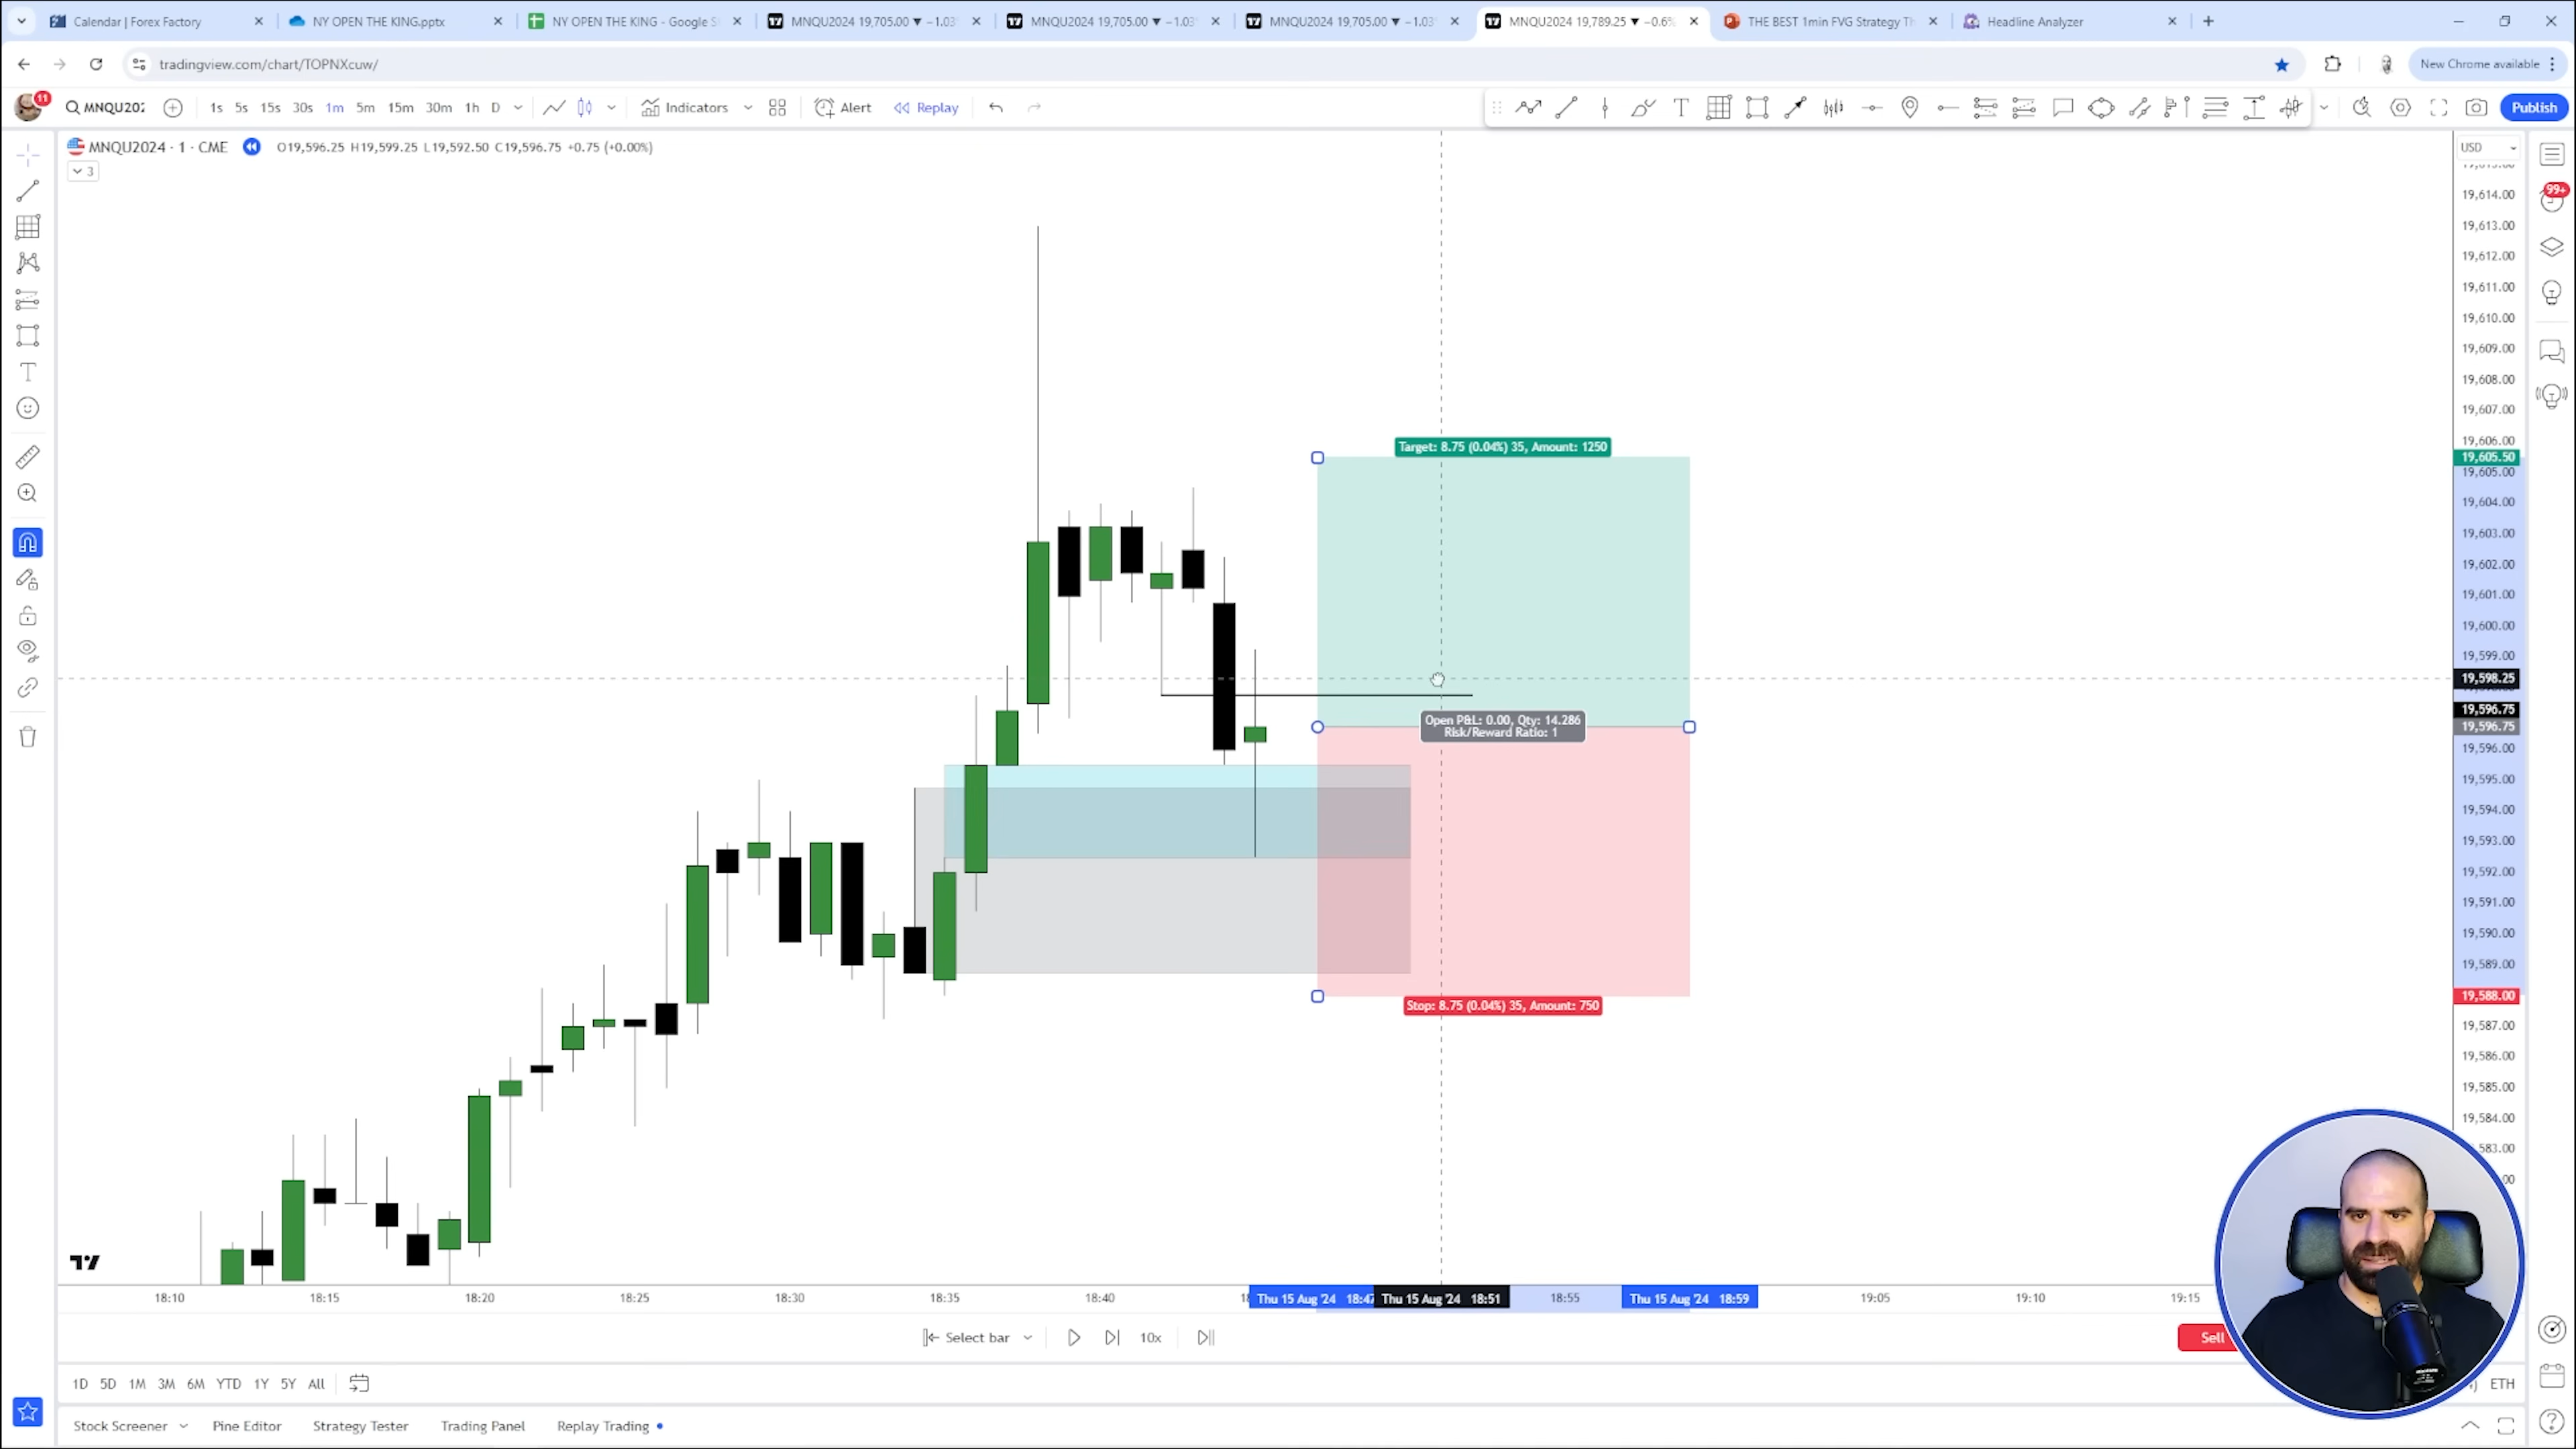 Calendar | Forex Factory
NY OPEN THE KING.pptx
NY OPEN THE KING - Google S
MNQU2024 19,705.00 ▼ −1.03
MNQU2024 19,705.00 ▼ −1.03
MNQU2024 19,705.00 ▼ −1.03
MNQU2024 19,789.25 ▼ −0.6%
THE BEST 1min FVG Strategy Th
Headline Analyzer
tradingview.com/chart/TOPNXcuw/
New Chrome available
11
MNQU202
1s 5s 15s 30s 1m 5m 15m 30m 1h D
Indicators
Alert
Replay
Publish
MNQU2024 · 1 · CME
O19,596.25 H19,599.25 L19,592.50 C19,596.75 +0.75 (+0.00%)
3
USD
99+
19,614.00
19,613.00
19,612.00
19,611.00
19,610.00
19,609.00
19,608.00
19,607.00
19,606.00
19,605.50
19,605.00
19,604.00
19,603.00
19,602.00
19,601.00
19,600.00
19,599.00
19,598.25
19,596.75
19,596.75
19,596.00
19,595.00
19,594.00
19,593.00
19,592.00
19,591.00
19,590.00
19,589.00
19,588.00
19,587.00
19,586.00
19,585.00
19,584.00
583.00
00
Target: 8.75 (0.04%) 35, Amount: 1250
Open P&L: 0.00, Qty: 14.286
Risk/Reward Ratio: 1
Stop: 8.75 (0.04%) 35, Amount: 750
18:10 18:15 18:20 18:25 18:30 18:35 18:40 Thu 15 Aug '24 18:47 Thu 15 Aug '24 18:51 18:55 Thu 15 Aug '24 18:59 19:05 19:10 19:15
Select bar
10x
Sell
1D 5D 1M 3M 6M YTD 1Y 5Y All
ETH
Stock Screener
Pine Editor
Strategy Tester
Trading Panel
Replay Trading